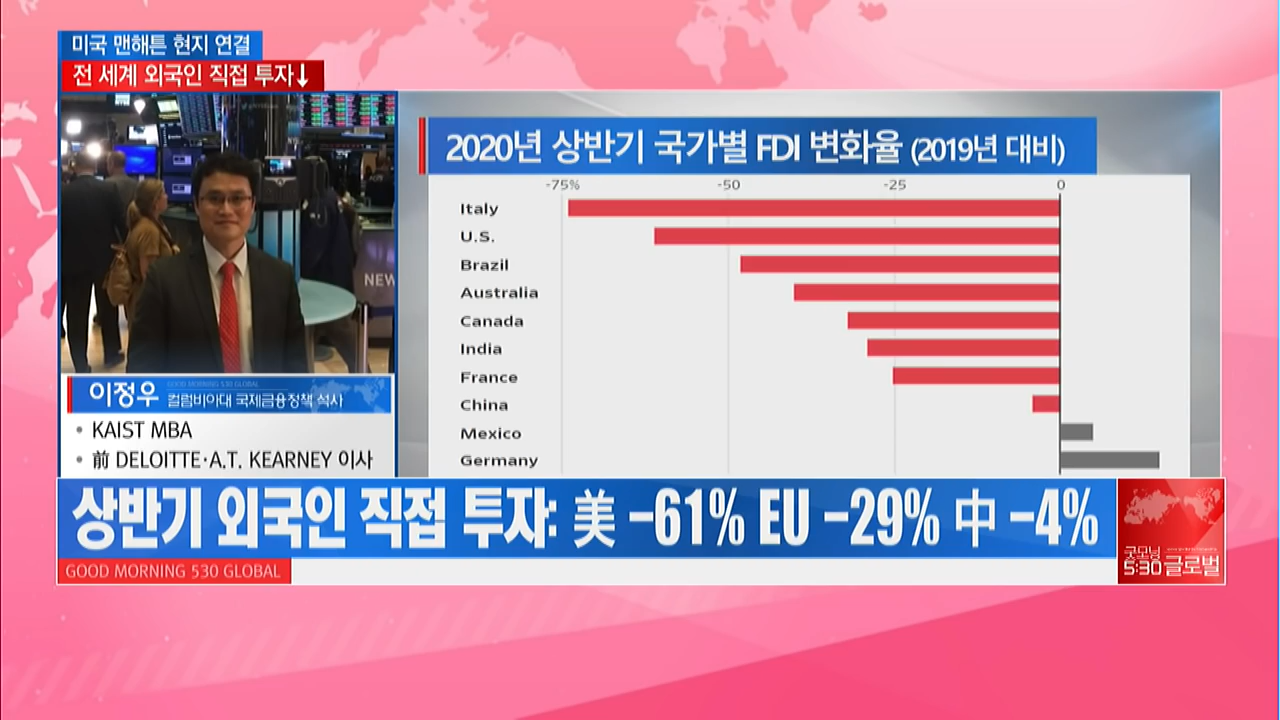 미국 맨해튼 현지 연결
전 세계 외국인 직접 투자↓
2020년 상반기 국가별 FDI 변화율 (2019년 대비)
-75% -50 -25 0
Italy
U.S.
Brazil
Australia
Canada
India
France
China
Mexico
Germany
NEW
GOOD MORNING 530 GLOBAL
이정우 컬럼비아대 국제금융정책 석사
• KAIST MBA
• 前 DELOITTE·A.T. KEARNEY 이사
상반기 외국인 직접 투자: 美 -61% EU -29% 中 -4%
굿모닝
5:30 글로벌
GOOD MORNING 530 GLOBAL